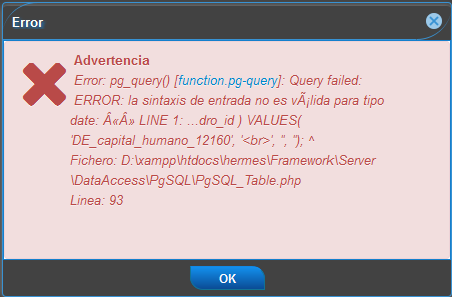 Error
Advertencia
Error: pg_query() [function.pg-query]: Query failed:
ERROR: la sintaxis de entrada no es vÃ¡lida para tipo
date: Â«Â» LINE 1: ...dro_id ) VALUES(
'DE_capital_humano_12160', '<br>', '', ''); ^
Fichero: D:\xampp\htdocs\hermes\Framework\Server
\DataAccess\PgSQL\PgSQL_Table.php
Linea: 93
OK